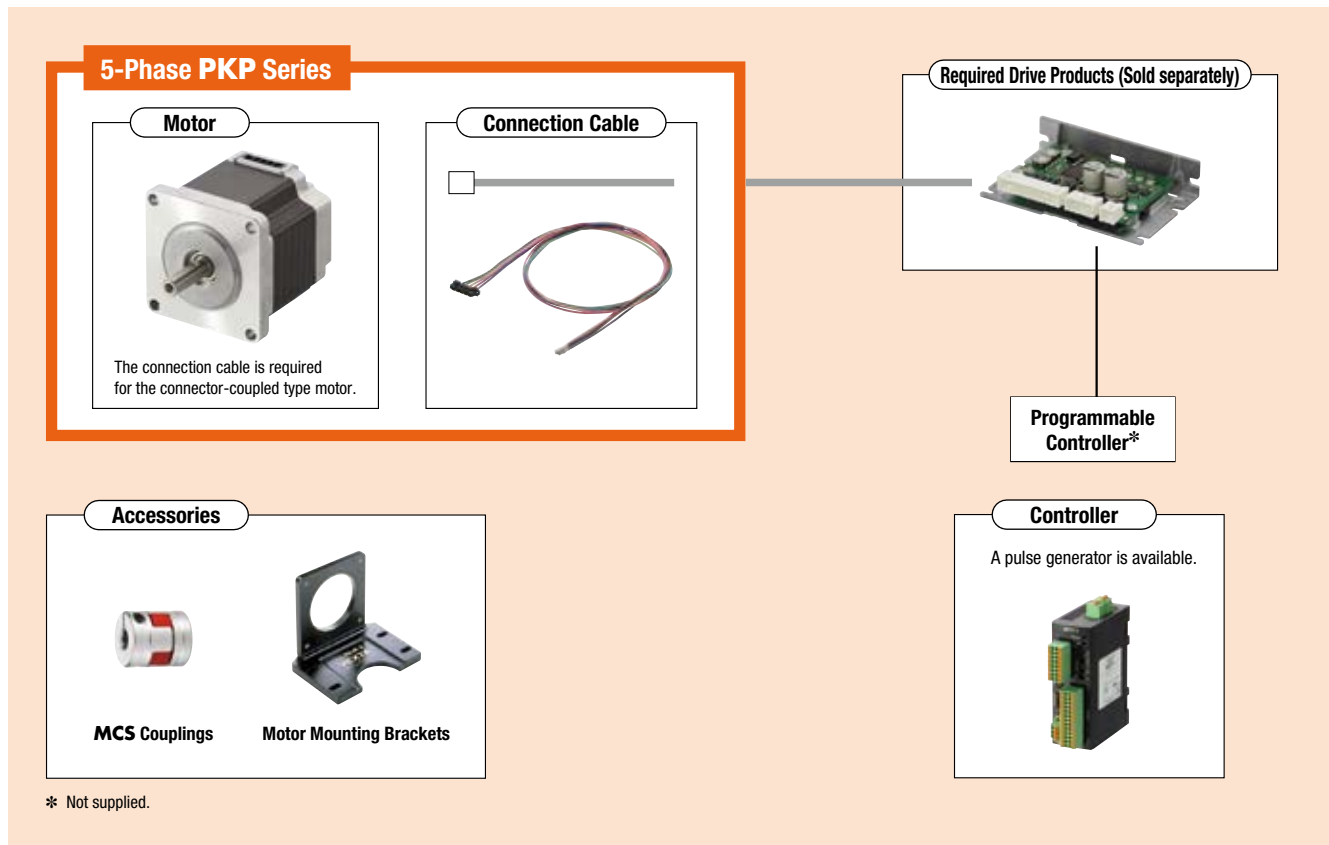 5-Phase PKP Series
Motor
The connection cable is required
for the connector-coupled type motor.
Connection Cable
Required Drive Products (Sold separately)
Programmable
Controller*
Accessories
MCS Couplings
Motor Mounting Brackets
Controller
A pulse generator is available.
* Not supplied.